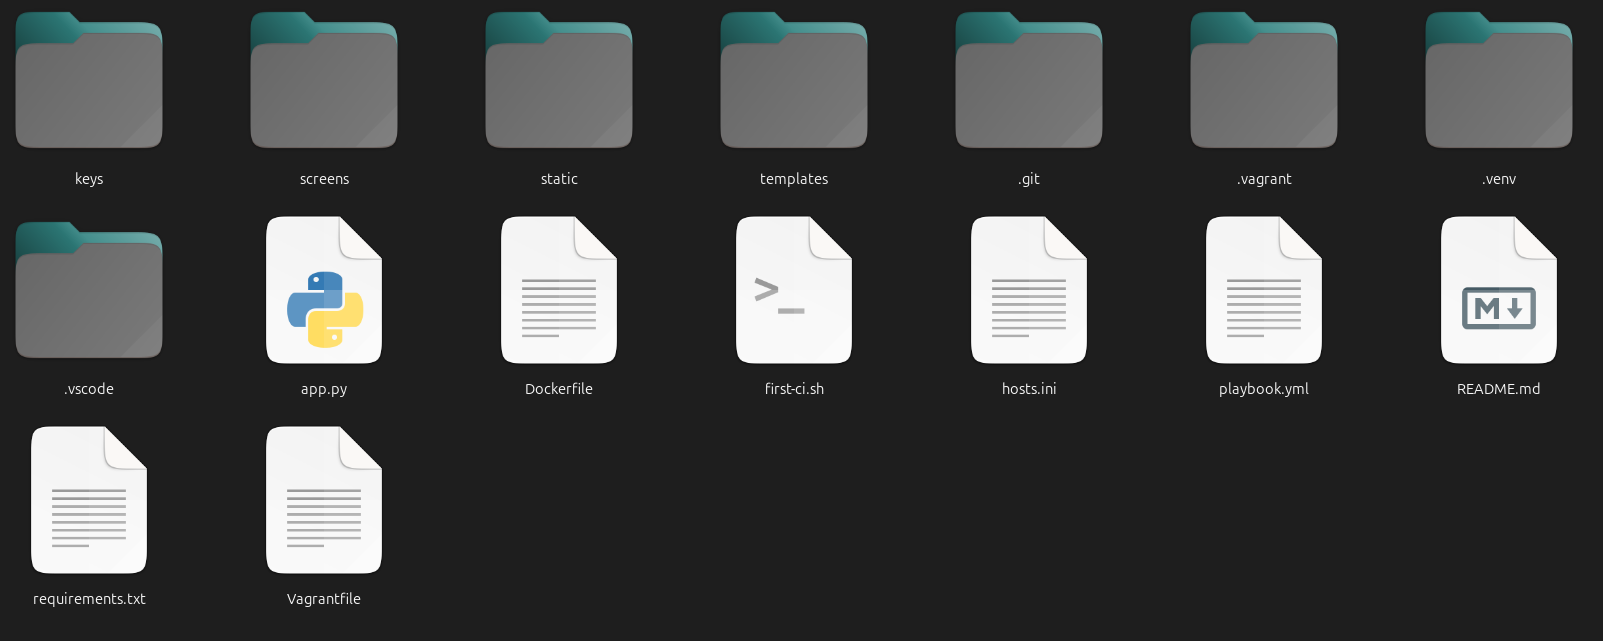 keys
screens
static
templates
.git
.vagrant
.venv
.vscode
app.py
Dockerfile
>_
first-ci.sh
hosts.ini
playbook.yml
M
README.md
requirements.txt
Vagrantfile